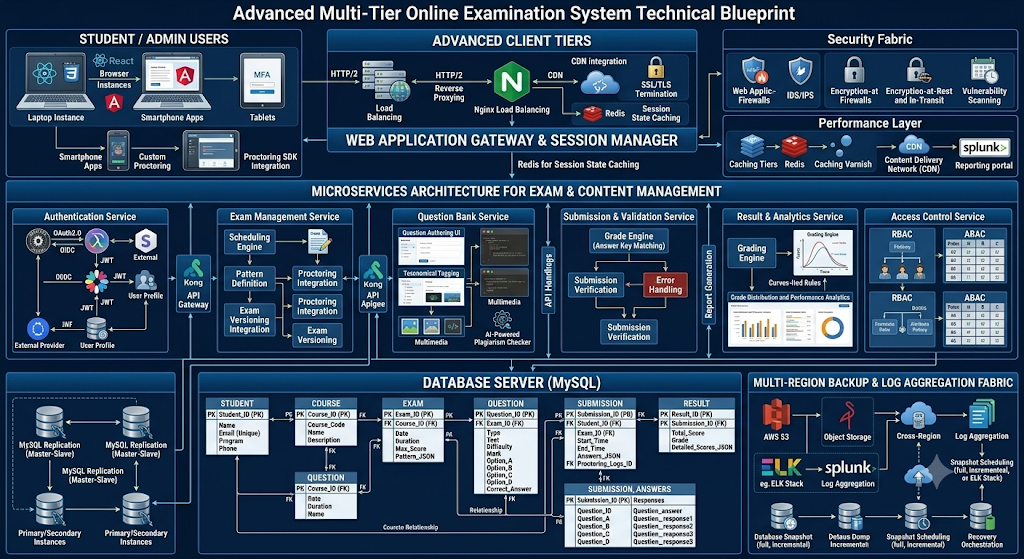 Advanced Multi-Tier Online Examination System Technical Blueprint
STUDENT / ADMIN USERS
React
Browser
Instances
MFA
Laptop Instance
Smartphone Apps
Tablets
Smartphone
Apps
Custom
Proctoring
Proctoring SDK
Integration
ADVANCED CLIENT TIERS
HTTP/2
Load
Balancing
HTTP/2
Reverse
Proxying
N
Nginx Load Balancing
CDN
CDN integration
SSL/TLS
Termination
Redis
Session
State Caching
WEB APPLICATION GATEWAY & SESSION MANAGER
Redis for Session State Caching
Security Fabric
Web Applic-
Firewalls
IDS/IPS
Encryption-at
Firewalls
Encryption-at-Rest
and In-Transit
Vulnerability
Scanning
Performance Layer
Caching Tiers
Redis
Caching Varnish
CDN
Content Delivery
Network (CDN)
splunk>
Reporting portal
MICROSERVICES ARCHITECTURE FOR EXAM & CONTENT MANAGEMENT
Authentication Service
OAuth2.0
OIDC
JWT
S
External
JWT
JWT
User Profile
External Provider
User Profile
Kong
API
Gateway
Exam Management Service
Scheduling
Engine
Pattern
Definition
Proctoring
Integration
Exam
Versioning
Integration
Proctoring
Integration
Exam
Versioning
Kong
API
Apigee
Question Bank Service
Question Authering UI
Tesonomical Tagging
Multimedia
Multimedia
AI-Powered
Plagiarism Checker
API Handlogs
Submission & Validation Service
Grade Engine
(Answer Key Matching)
Submission
Verification
Error
Handling
Submission
Verification
Report Generation
Result & Analytics Service
Grading
Engine
Grating Engine
Curves-Ited Rules
Grade Distribution and Performance Analytics
Access Control Service
RBAC
ABAC
RBAC
ABAC
MySQL Replication
(Master-Slave)
MySQL Replication
(Master-Slave)
MySQL Replication
(Master-Slave)
Primary/Secondary
Instances
Primary/Secondary
Instances
DATABASE SERVER (MySQL)
STUDENT
PK Student_ID (PK)
Name
Email (Unique)
Program
Phone
COURSE
PK Course_ID (PK)
Course_Code
Name
Description
QUESTION
PK Course_ID (FK)
Duration
Name
EXAM
PK Exam_ID (PK)
FK Course_ID (FK)
Date
Duration
Max_Score
Pattern_JSON
QUESTION
PK Question_ID (PK)
FK Exam_ID (FK)
Type
Difficulty
Mark
Option_A
Option_B
Option_C
Option_D
Correct_Answer
SUBMISSION
FK Student_ID (FK)
Exam_ID (FK)
Start_Time
End_Time
Answers_JSON
FK Proctoring_Logs_ID
RESULT
PK Result_ID (PK)
PK Submission_ID (FK)
Total_Score
Grade
Detailed_Scores_JSON
SUBMISSION_ANSWERS
Responses
Question_ID
Question_A
Question_B
Question_C
Question_D
Question_answer
Question_response1
Question_response2
Question_response3
Question_response3
Relationship
MULTI-REGION BACKUP & LOG AGGREGATION FABRIC
AWS S3
Object Storage
Cross-Region
Log Aggregation
ELK
eg. ELK Stack
splunk>
Log Aggregation
Snapshot Scheduling
(full, incremental,
or ELK Stack)
Database Snapshot
(full, incremental)
Snapshot Scheduling
(full, incremental)
Recovery
Orchestration